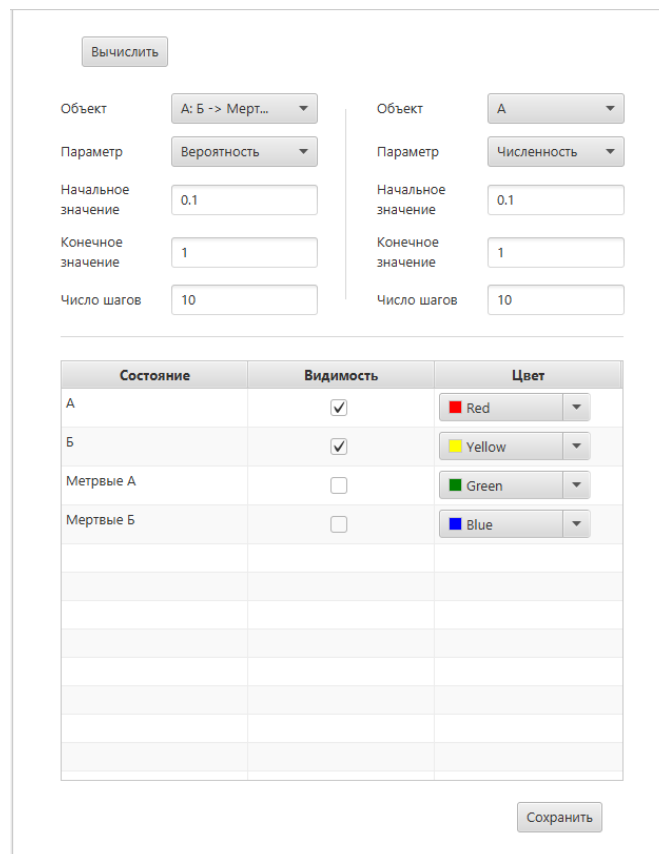 Вычислить
Объект
А: Б -> Мерт...
Объект
А
Параметр
Вероятность
Параметр
Численность
Начальное
значение
0.1
Начальное
значение
0.1
Конечное
значение
1
Конечное
значение
1
Число шагов
10
Число шагов
10
Состояние
Видимость
Цвет
А
Red
Б
Yellow
Метрвые А
Green
Мертвые Б
Blue
Сохранить